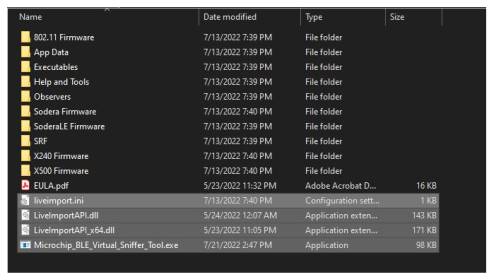 Name Date modified Type Size
802.11 Firmware 7/13/2022 7:39 PM File folder
App Data 7/13/2022 7:39 PM File folder
Executables 7/13/2022 7:39 PM File folder
Help and Tools 7/13/2022 7:39 PM File folder
Observers 7/13/2022 7:39 PM File folder
Sodera Firmware 7/13/2022 7:40 PM File folder
SoderaLE Firmware 7/13/2022 7:39 PM File folder
SRF 7/13/2022 7:39 PM File folder
X240 Firmware 7/13/2022 7:40 PM File folder
X500 Firmware 7/13/2022 7:40 PM File folder
EULA.pdf 5/23/2022 11:32 PM Adobe Acrobat D... 16 KB
liveimport.ini 7/13/2022 7:40 PM Configuration sett... 1 KB
LiveImportAPI.dll 5/24/2022 12:07 AM Application exten... 143 KB
LiveImportAPI_x64.dll 5/23/2022 11:05 PM Application exten... 171 KB
Microchip_BLE_Virtual_Sniffer_Tool.exe 7/21/2022 2:47 PM Application 98 KB